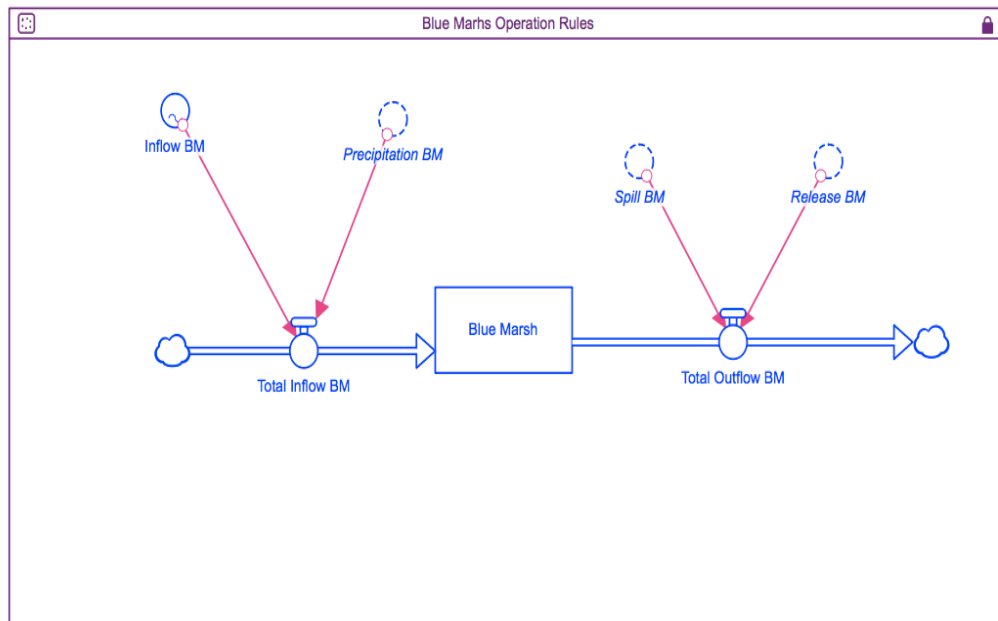 Blue Marhs Operation Rules
Inflow BM
Precipitation BM
Spill BM
Release BM
Blue Marsh
Total Inflow BM
Total Outflow BM